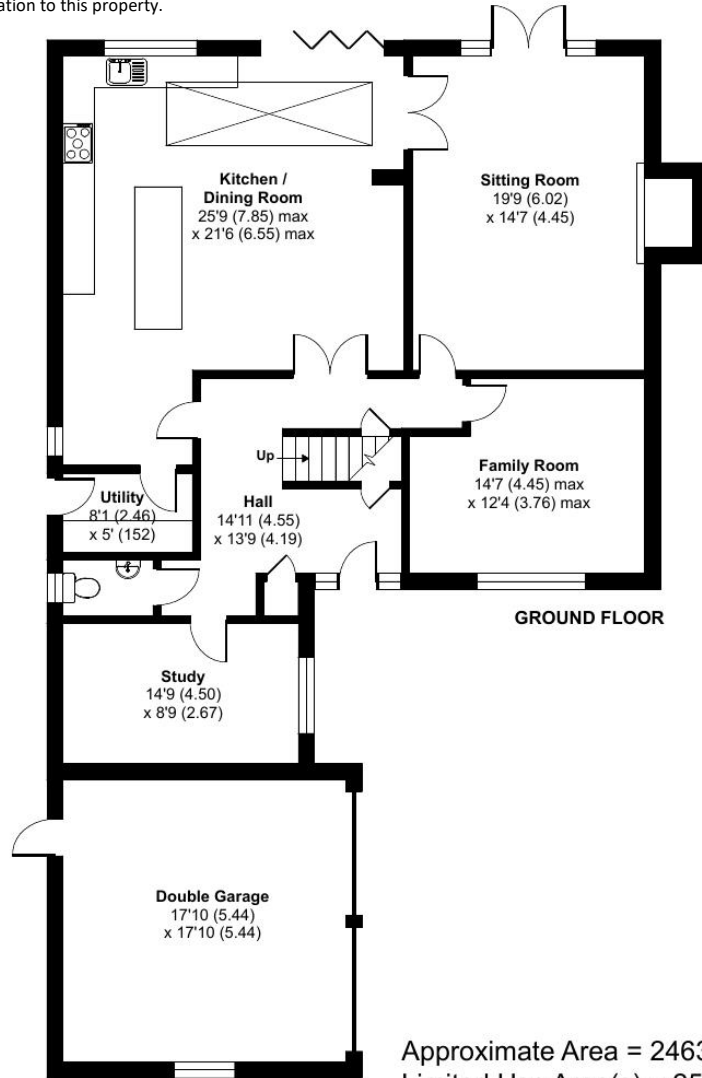 ation to this property.
Kitchen /
Dining Room
25'9 (7.85) max
x 21'6 (6.55) max
Sitting Room
19'9 (6.02)
x 14'7 (4.45)
Up
Family Room
14'7 (4.45) max
x 12'4 (3.76) max
Utility
8'1 (2.46)
x 5' (152)
Hall
14'11 (4.55)
x 13'9 (4.19)
GROUND FLOOR
Study
14'9 (4.50)
x 8'9 (2.67)
Double Garage
17'10 (5.44)
x 17'10 (5.44)
Approximate Area = 2463